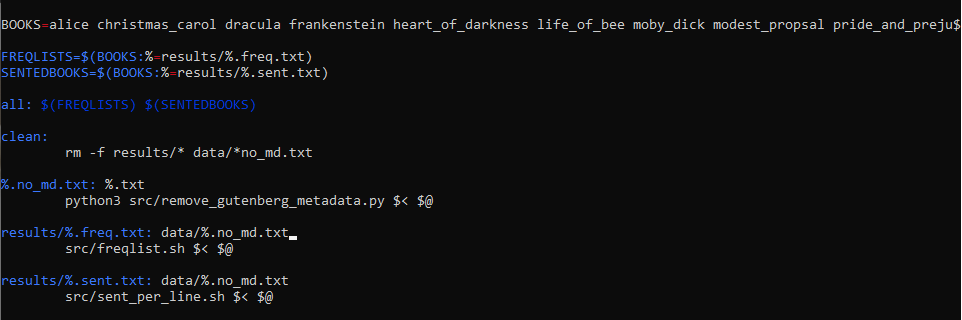 BOOKS=alice christmas_carol dracula frankenstein heart_of_darkness life_of_bee moby_dick modest_propsal pride_and_preju$
FREQLISTS=$(BOOKS:%=results/%.freq.txt)
SENTEDBOOKS=$(BOOKS:%=results/%.sent.txt)
all: $(FREQLISTS) $(SENTEDBOOKS)
clean:
rm -f results/* data/*no_md.txt
%.no_md.txt: %.txt
python3 src/remove_gutenberg_metadata.py $< $@
results/%.freq.txt: data/%.no_md.txt
src/freqlist.sh $< $@
results/%.sent.txt: data/%.no_md.txt
src/sent_per_line.sh $< $@